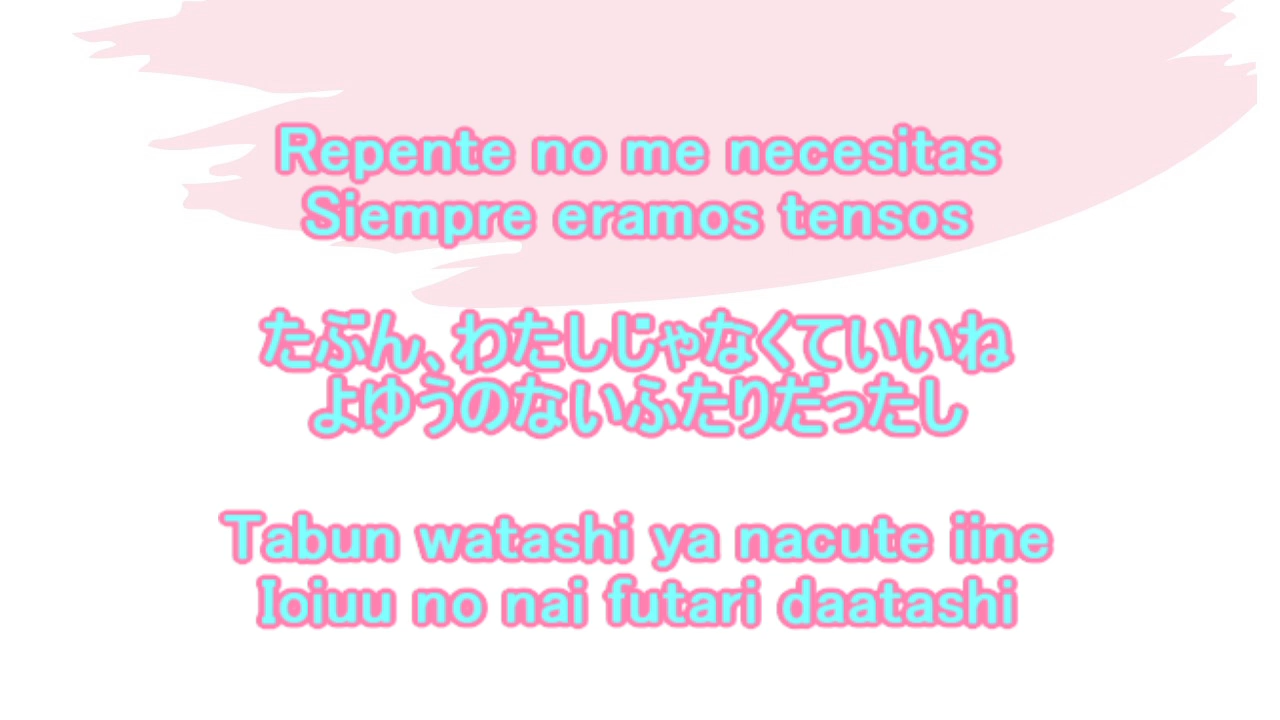 Repente no me necesitas
Siempre eramos tensos
たぶん、わたしじゃなくていいね
よゆうのないふたりだったし
Tabun watashi ya nacute iine
Ioiuu no nai futari daatashi